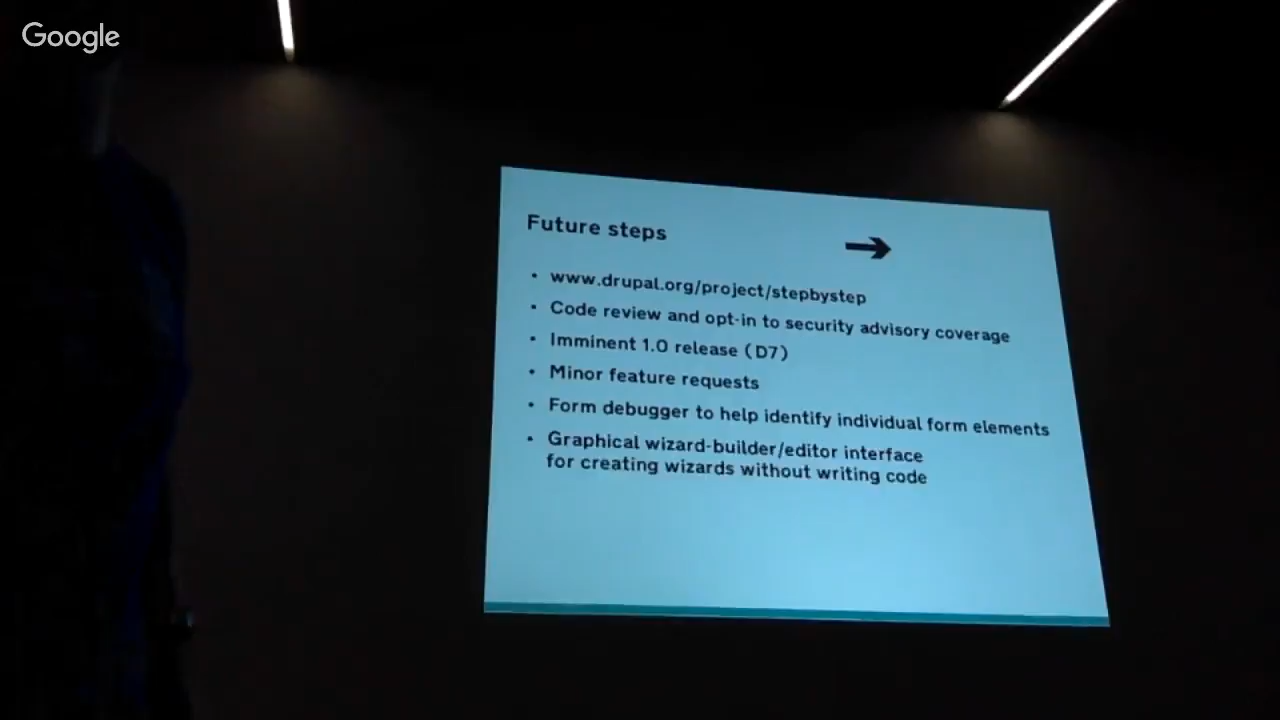 Google
Future steps
• www.drupal.org/project/stepbystep
• Code review and opt-in to security advisory coverage
• Imminent 1.0 release (D7)
• Minor feature requests
• Form debugger to help identify individual form elements
• Graphical wizard-builder/editor interface
for creating wizards without writing code